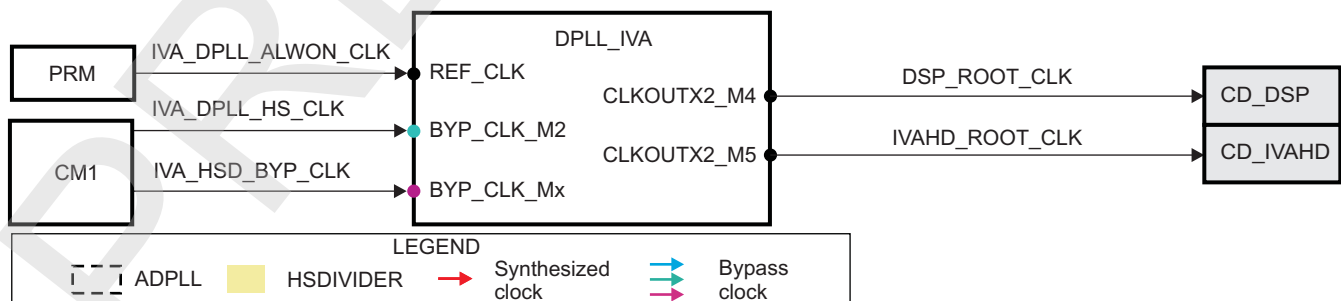 DPLL_IVA
PRM
IVA_DPLL_ALWON_CLK
REF_CLK
CLKOUTX2_M4
DSP_ROOT_CLK
CD_DSP
IVA_DPLL_HS_CLK
BYP_CLK_M2
CLKOUTX2_M5
IVAHD_ROOT_CLK
CD_IVAHD
CM1
IVA_HSD_BYP_CLK
BYP_CLK_Mx
LEGEND
ADPLL
HSDIVIDER
Synthesized
clock
Bypass
clock